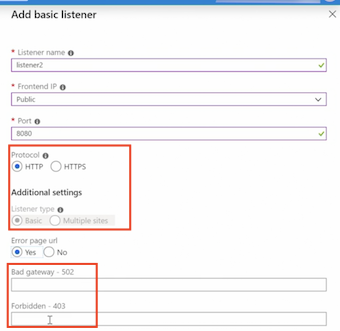 Add basic listener
* Listener name
listener2
* Frontend IP
Public
* Port
8080
Protocol
HTTP HTTPS
Additional settings
Listener type
Basic Multiple sites
Error page url
Yes No
Bad gateway - 502
Forbidden - 403